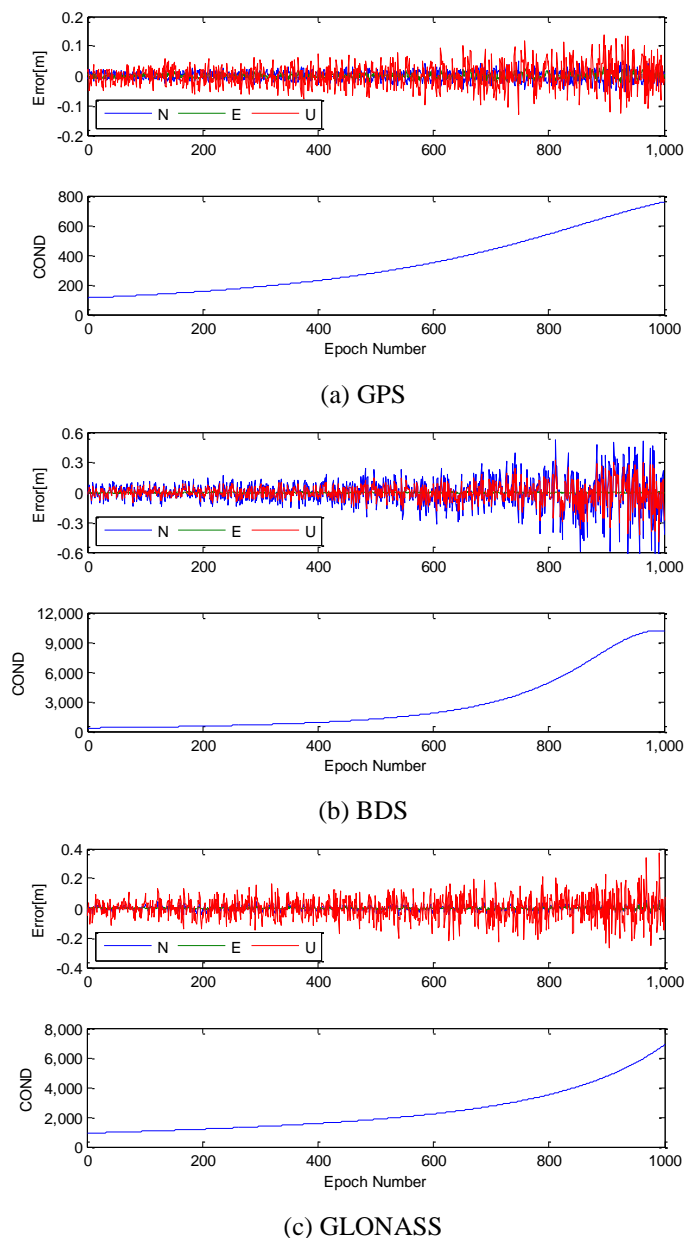 0.2
0.1
0
-0.1
-0.2
Error[m]
N E U
0 200 400 600 800 1,000
800
600
400
200
0
COND
0 200 400 600 800 1000
Epoch Number
(a) GPS
0.6
0.3
0
-0.3
-0.6
Error[m]
N E U
0 200 400 600 800 1,000
12,000
9,000
6,000
3,000
0
COND
0 200 400 600 800 1,000
Epoch Number
(b) BDS
0.4
0.2
0
-0.2
-0.4
Error[m]
N E U
0 200 400 600 800 1,000
8,000
6,000
4,000
2,000
0
COND
0 200 400 600 800 1000
Epoch Number
(c) GLONASS